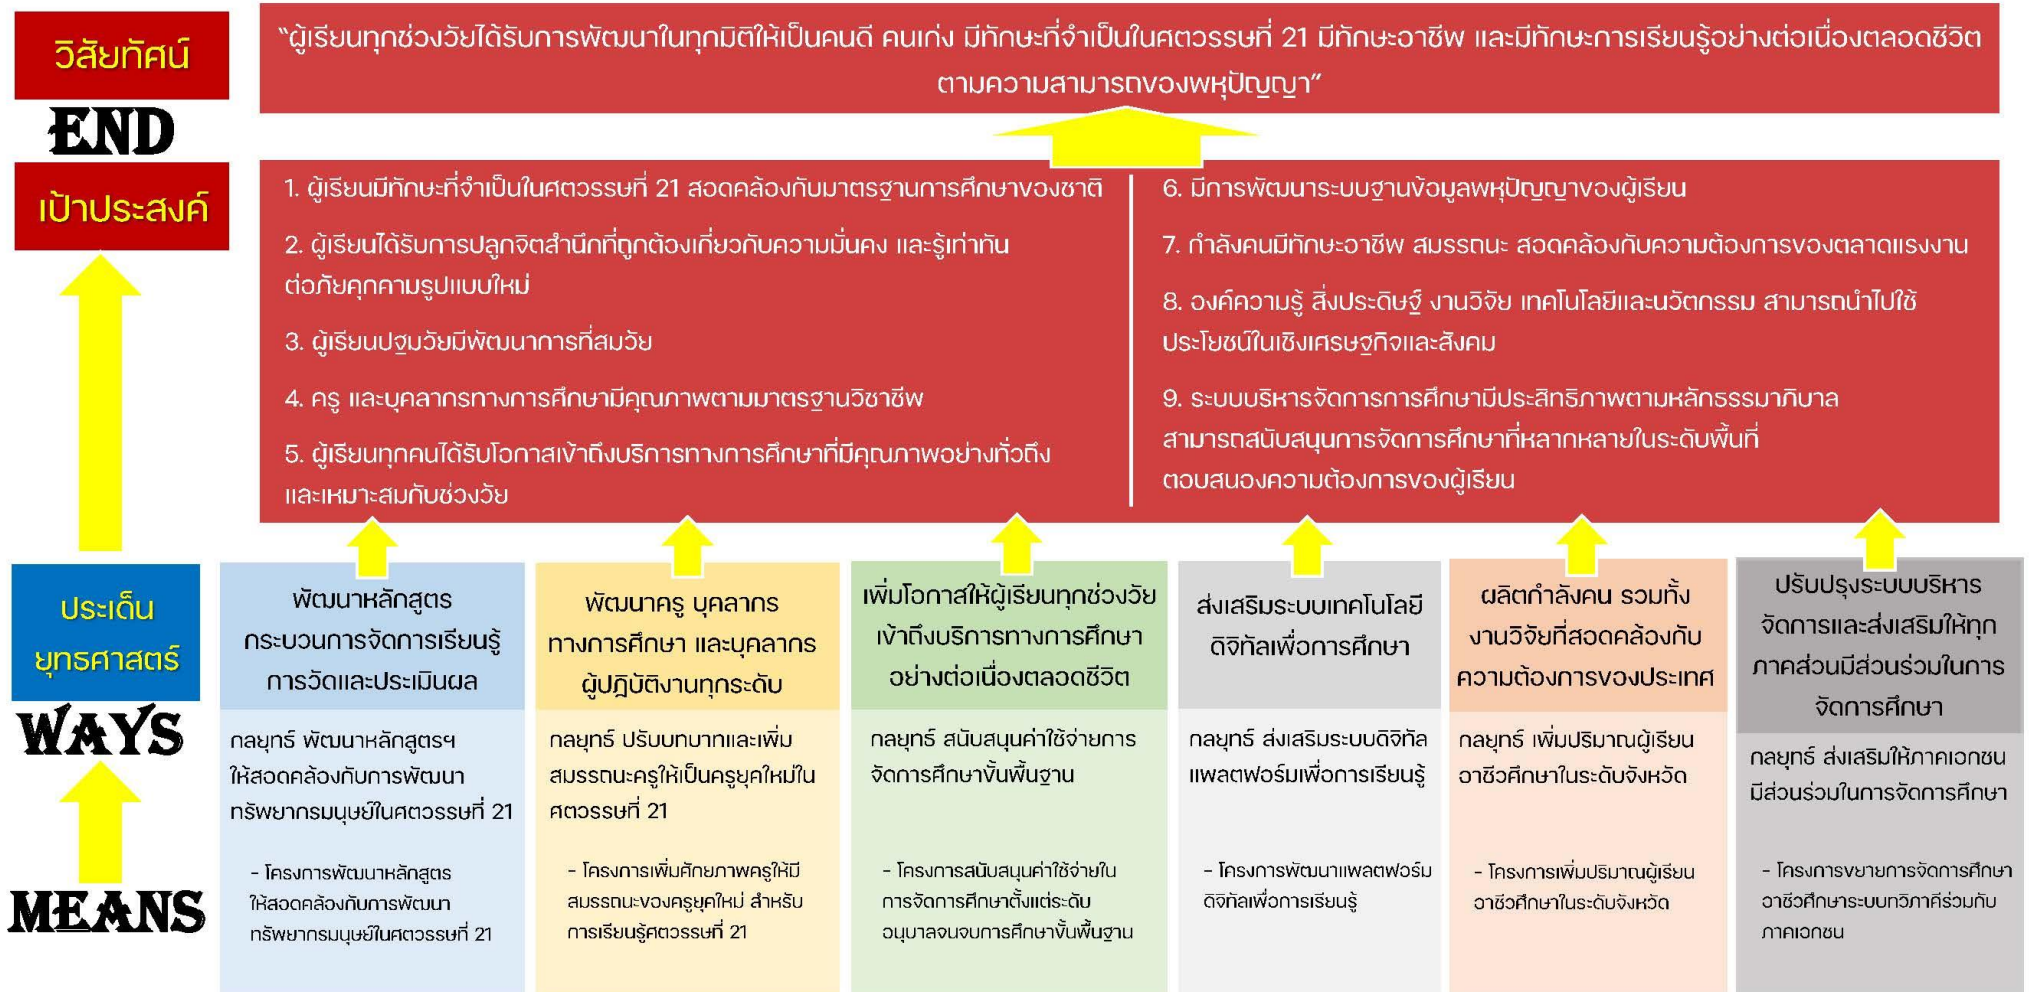 วิสัยทัศน์
“ผู้เรียนทุกช่วงวัยได้รับการพัฒนาในทุกมิติให้เป็นคนดี คนเก่ง มีทักษะที่จำเป็นในศตวรรษที่ 21 มีทักษะอาชีพ และมีทักษะการเรียนรู้อย่างต่อเนื่องตลอดชีวิต
ตามความสามารถของพหุปัญญา”
END
เป้าประสงค์
1. ผู้เรียนมีทักษะที่จำเป็นในศตวรรษที่ 21 สอดคล้องกับมาตรฐานการศึกษาของชาติ
2. ผู้เรียนได้รับการปลูกจิตสำนึกที่ถูกต้องเกี่ยวกับความมั่นคง และรู้เท่าทัน
ต่อภัยคุกคามรูปแบบใหม่
3. ผู้เรียนปฐมวัยมีพัฒนาการที่สมวัย
4. ครู และบุคลากรทางการศึกษามีคุณภาพตามมาตรฐานวิชาชีพ
5. ผู้เรียนทุกคนได้รับโอกาสเข้าถึงบริการทางการศึกษาที่มีคุณภาพอย่างทั่วถึง
และเหมาะสมกับช่วงวัย
6. มีการพัฒนาระบบฐานข้อมูลพหุปัญญาของผู้เรียน
7. กำลังคนมีทักษะอาชีพ สมรรถนะ สอดคล้องกับความต้องการของตลาดแรงงาน
8. องค์ความรู้ สิ่งประดิษฐ์ งานวิจัย เทคโนโลยีและนวัตกรรม สามารถนำไปใช้
ประโยชน์ในเชิงเศรษฐกิจและสังคม
9. ระบบบริหารจัดการการศึกษามีประสิทธิภาพตามหลักธรรมาภิบาล
สามารถสนับสนุนการจัดการศึกษาที่หลากหลายในระดับพื้นที่
ตอบสนองความต้องการของผู้เรียน
ประเด็น
ยุทธศาสตร์
WAYS
MEANS
พัฒนาหลักสูตร
กระบวนการจัดการเรียนรู้
การวัดและประเมินผล
กลยุทธ์ พัฒนาหลักสูตรฯ
ให้สอดคล้องกับการพัฒนา
ทรัพยากรมนุษย์ในศตวรรษที่ 21
- โครงการพัฒนาหลักสูตร
ให้สอดคล้องกับการพัฒนา
ทรัพยากรมนุษย์ในศตวรรษที่ 21
พัฒนาครู บุคลากร
ทางการศึกษา และบุคลากร
ผู้ปฏิบัติงานทุกระดับ
กลยุทธ์ ปรับบทบาทและเพิ่ม
สมรรถนะครูให้เป็นครูยุคใหม่ใน
ศตวรรษที่ 21
- โครงการเพิ่มศักยภาพครูให้มี
สมรรถนะของครูยุคใหม่ สำหรับ
การเรียนรู้ศตวรรษที่ 21
เพิ่มโอกาสให้ผู้เรียนทุกช่วงวัย
เข้าถึงบริการทางการศึกษา
อย่างต่อเนื่องตลอดชีวิต
กลยุทธ์ สนับสนุนค่าใช้จ่ายการ
จัดการศึกษาขั้นพื้นฐาน
- โครงการสนับสนุนค่าใช้จ่ายใน
การจัดการศึกษาตั้งแต่ระดับ
อนุบาลจนจบการศึกษาขั้นพื้นฐาน
ส่งเสริมระบบเทคโนโลยี
ดิจิทัลเพื่อการศึกษา
กลยุทธ์ ส่งเสริมระบบดิจิทัล
แพลตฟอร์มเพื่อการเรียนรู้
- โครงการพัฒนาแพลตฟอร์ม
ดิจิทัลเพื่อการเรียนรู้
ผลิตกำลังคน รวมทั้ง
งานวิจัยที่สอดคล้องกับ
ความต้องการของประเทศ
กลยุทธ์ เพิ่มปริมาณผู้เรียน
อาชีวศึกษาในระดับจังหวัด
- โครงการเพิ่มปริมาณผู้เรียน
อาชีวศึกษาในระดับจังหวัด
ปรับปรุงระบบบริหาร
จัดการและส่งเสริมให้ทุก
ภาคส่วนมีส่วนร่วมในการ
จัดการศึกษา
กลยุทธ์ ส่งเสริมให้ภาคเอกชน
มีส่วนร่วมในการจัดการศึกษา
- โครงการขยายการจัดการศึกษา
อาชีวศึกษาระบบทวิภาคีร่วมกับ
ภาคเอกชน